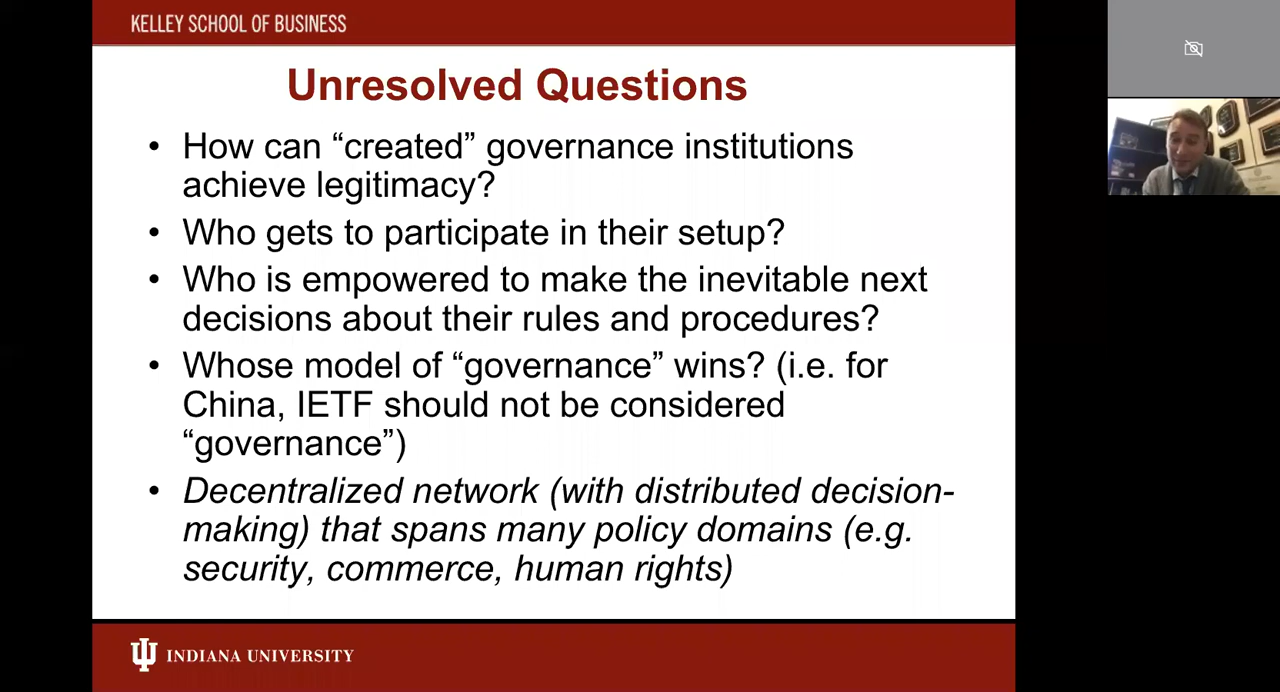 KELLEY SCHOOL OF BUSINESS
Unresolved Questions
• How can “created” governance institutions
achieve legitimacy?
• Who gets to participate in their setup?
• Who is empowered to make the inevitable next
decisions about their rules and procedures?
• Whose model of “governance” wins? (i.e. for
China, IETF should not be considered
“governance”)
• Decentralized network (with distributed decision-
making) that spans many policy domains (e.g.
security, commerce, human rights)
INDIANA UNIVERSITY